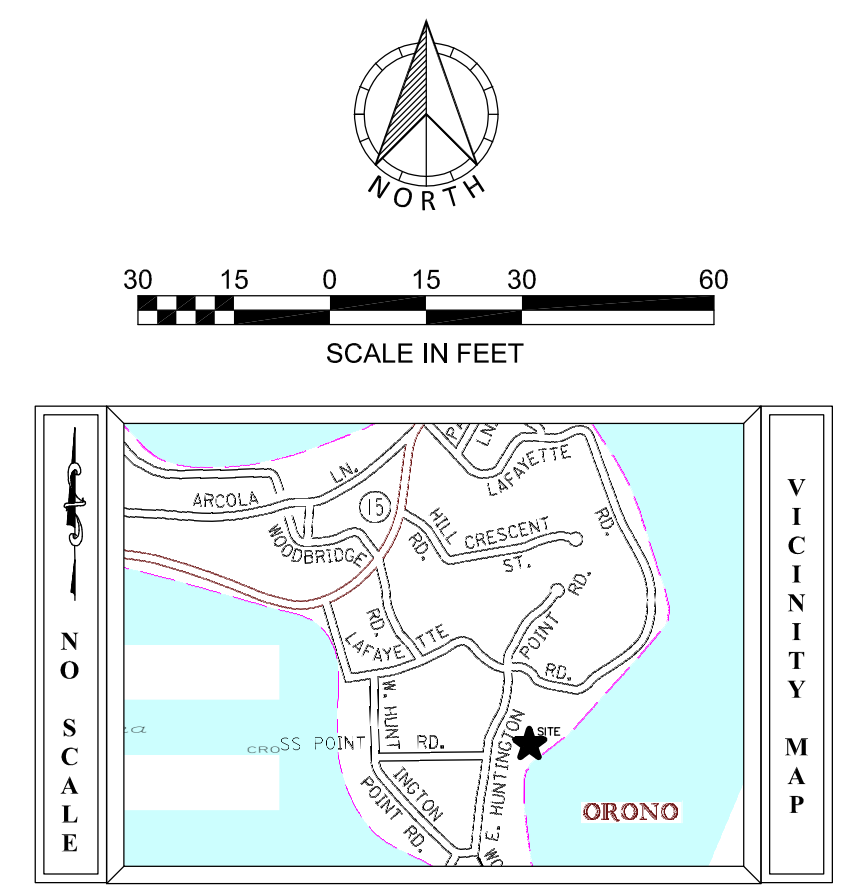 NORTH
30 15 0 15 30 60
SCALE IN FEET
NO SCALE
VICINITY MAP
LN.
ARCOLA
15
WOODBRIDGE
RD.
LN.
LAFAYETTE
RD.
HILL
RD.
CRESCENT
ST.
POINT
RD.
LAFAYE TTE
RD.
W. HUNT
INGTON
POINT RD.
CROSS POINT RD.
E. HUNTINGTON
SITE
ORONO